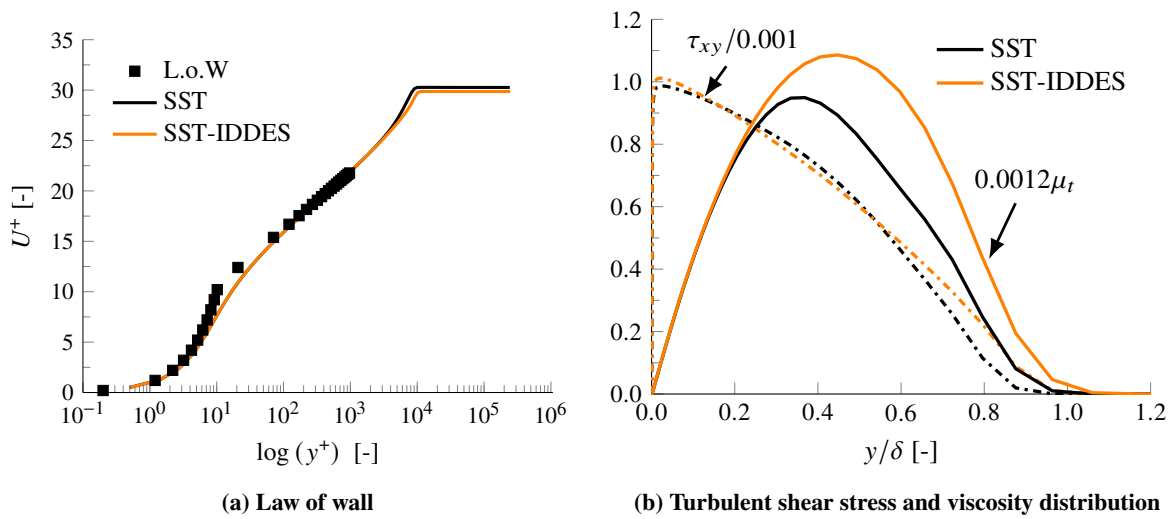 35
30
25
20
15
10
5
0
U⁺ [-]
L.o.W
SST
SST-IDDES
10⁻¹ 10⁰ 10¹ 10² 10³ 10⁴ 10⁵ 10⁶
log (y⁺) [-]
(a) Law of wall
1.2
1.0
0.8
0.6
0.4
0.2
0.0
τxy/0.001
SST
SST-IDDES
0.0012μt
0.0 0.2 0.4 0.6 0.8 1.0 1.2
y/δ [-]
(b) Turbulent shear stress and viscosity distribution